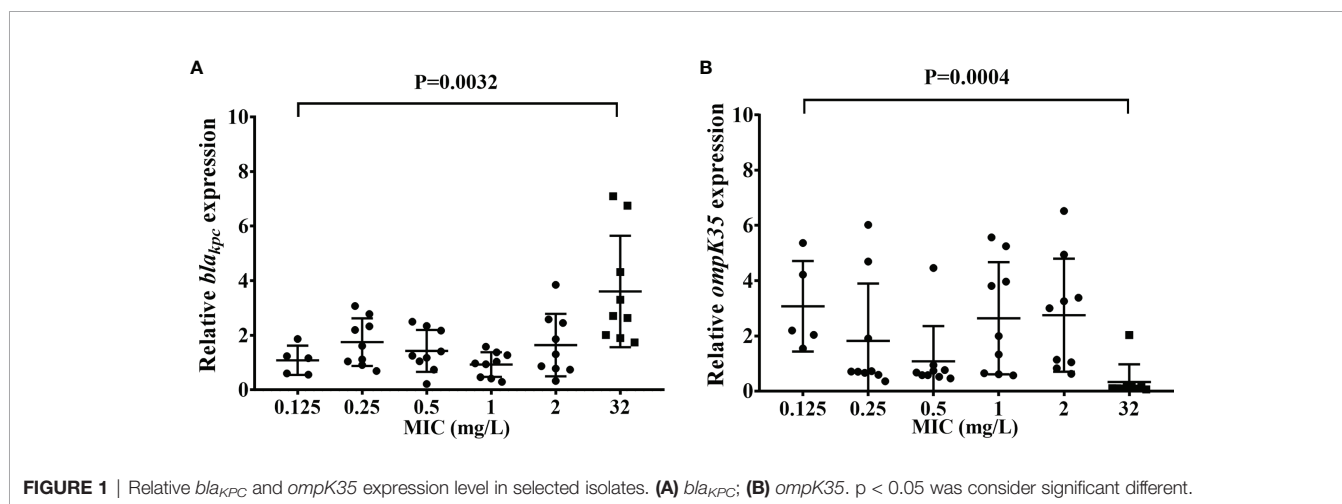 A
P=0.0032
Relative bla_kpc expression
10
8
6
4
2
0
0.125 0.25 0.5 1 2 32
MIC (mg/L)
B
P=0.0004
Relative ompK35 expression
10
8
6
4
2
0
0.125 0.25 0.5 1 2 32
MIC (mg/L)
FIGURE 1 | Relative bla_KPC and ompK35 expression level in selected isolates. (A) bla_KPC; (B) ompK35. p < 0.05 was consider significant different.